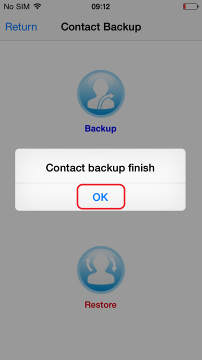 No SIM 09:12
Return Contact Backup
Backup
Contact backup finish
OK
Restore